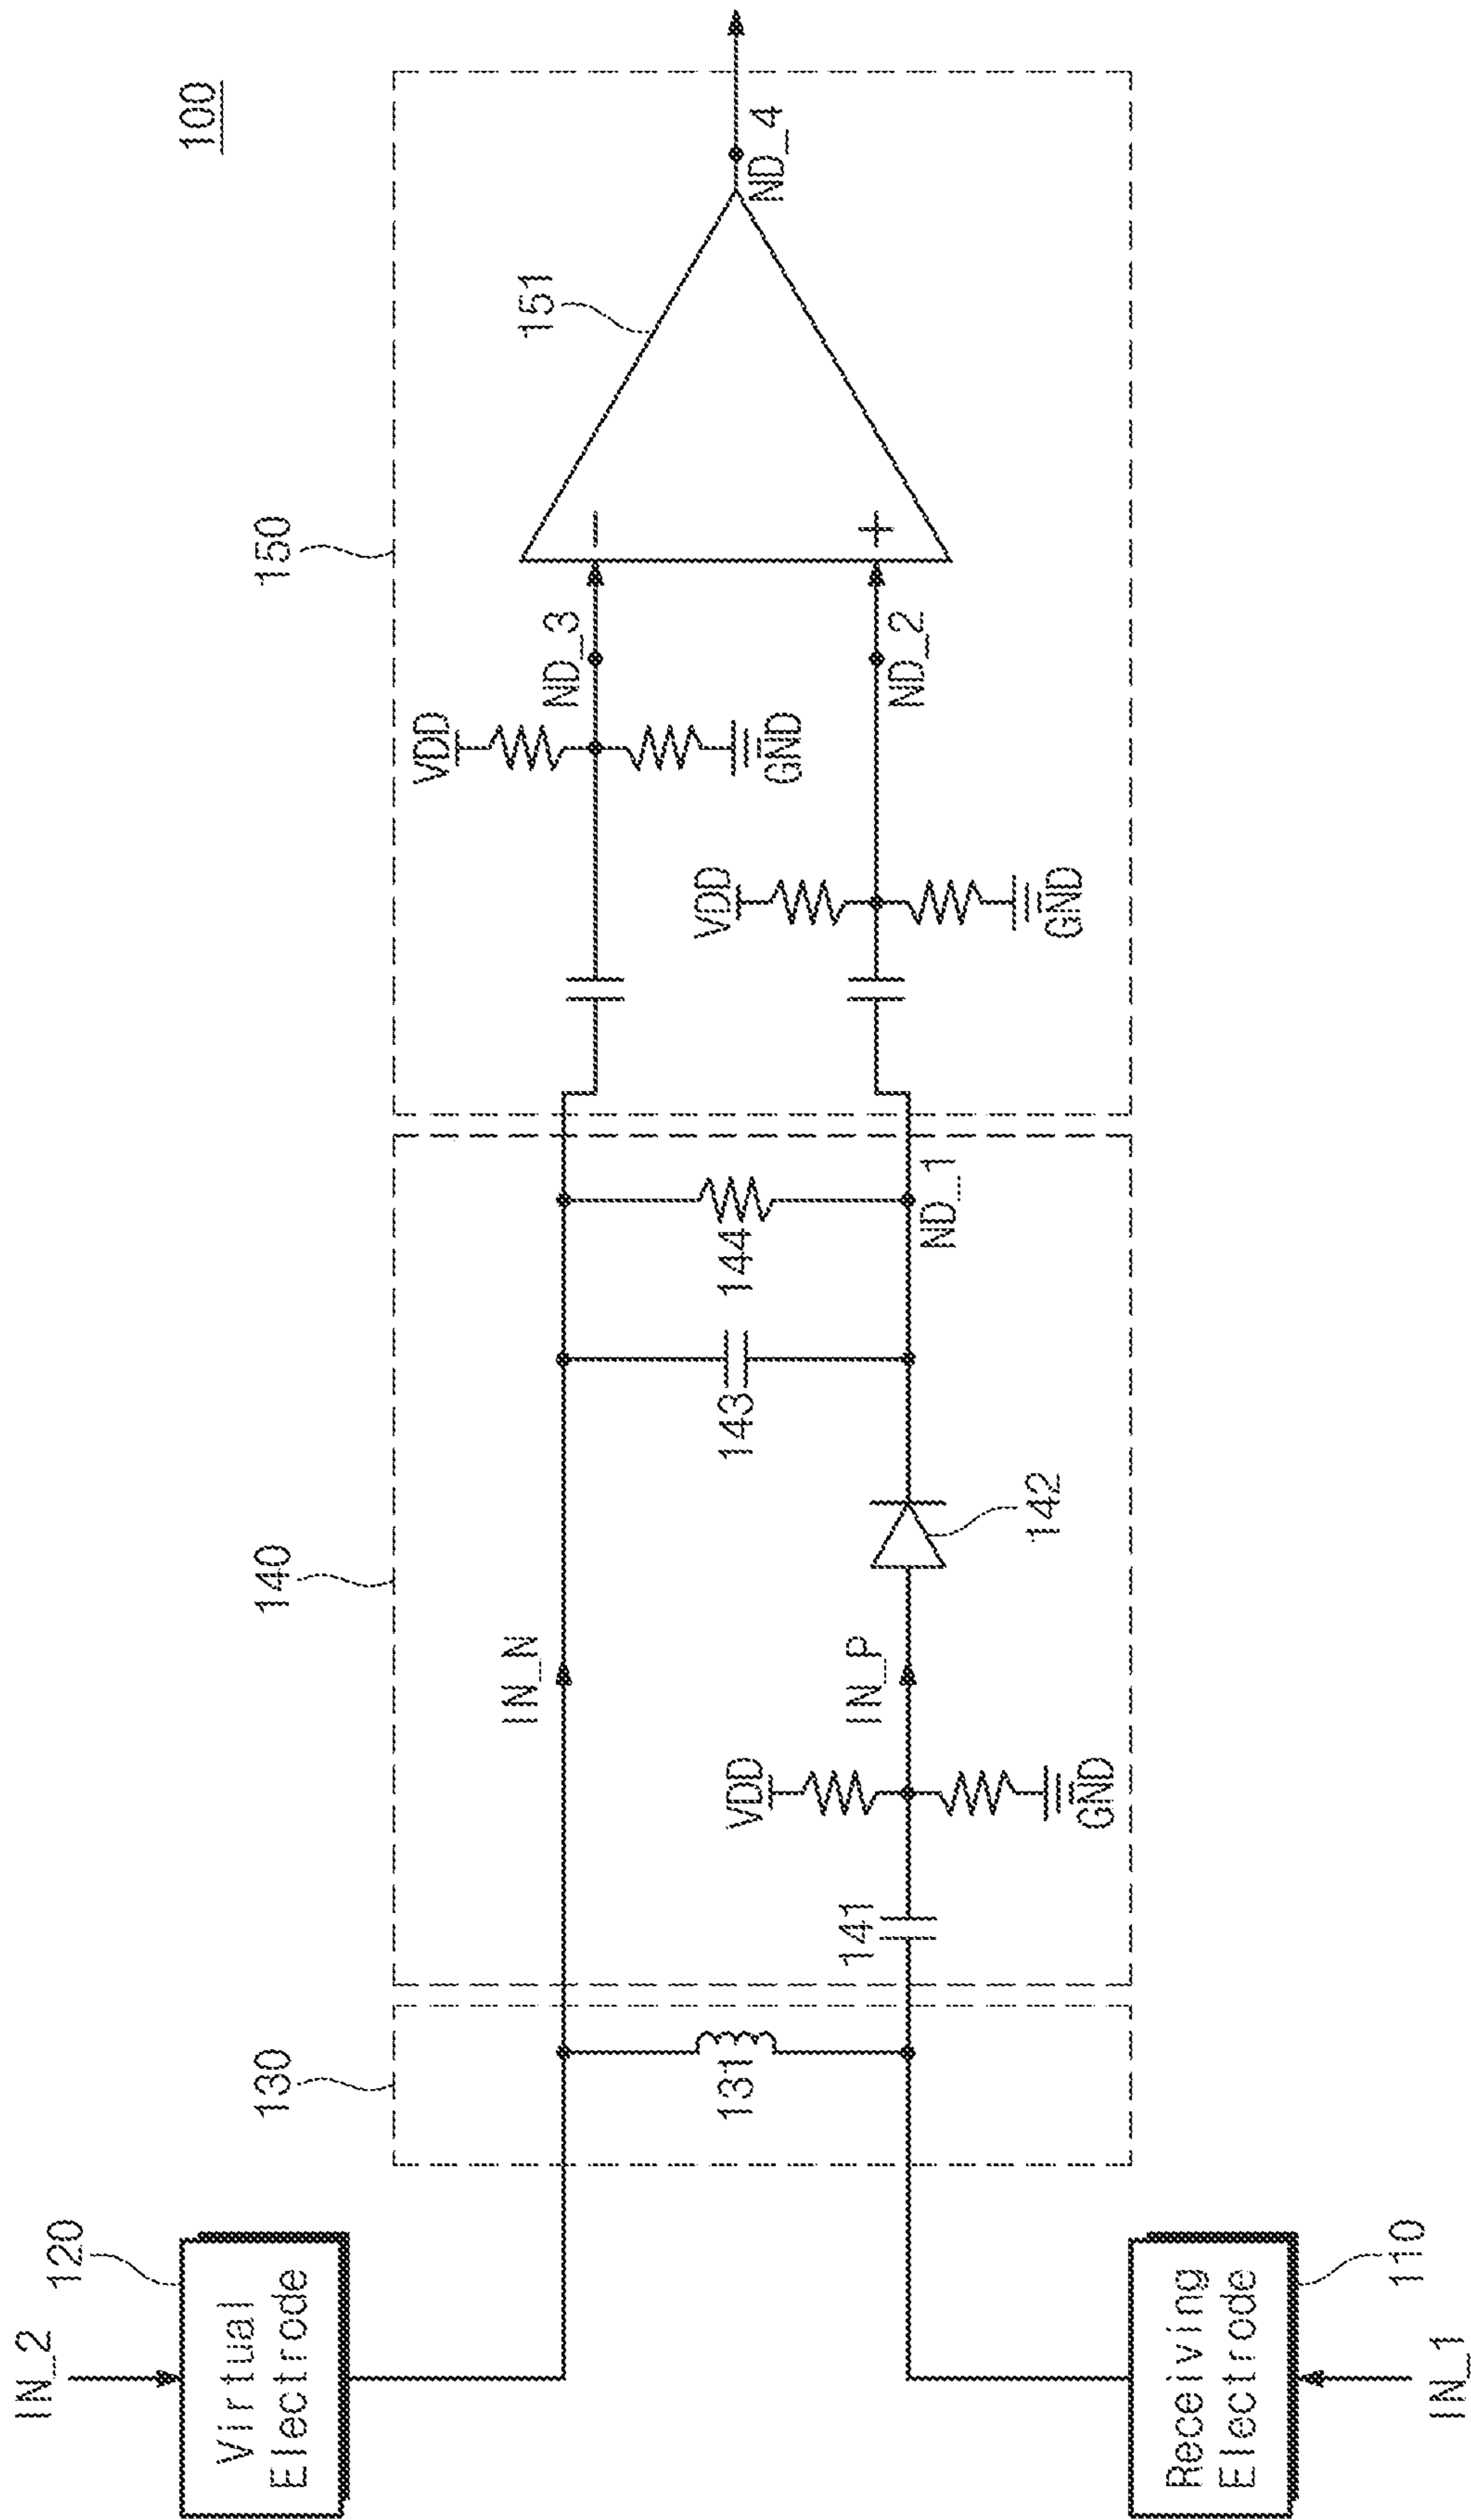 100
IN_2
120
Virtual
Electrode
130
131
140
IN_N
VDD
141
GND
IN_P
142
143
144
ND_1
150
VDD
ND_3
GND
VDD
ND_2
GND
151
ND_4
Receiving
Electrode
110
IN_1